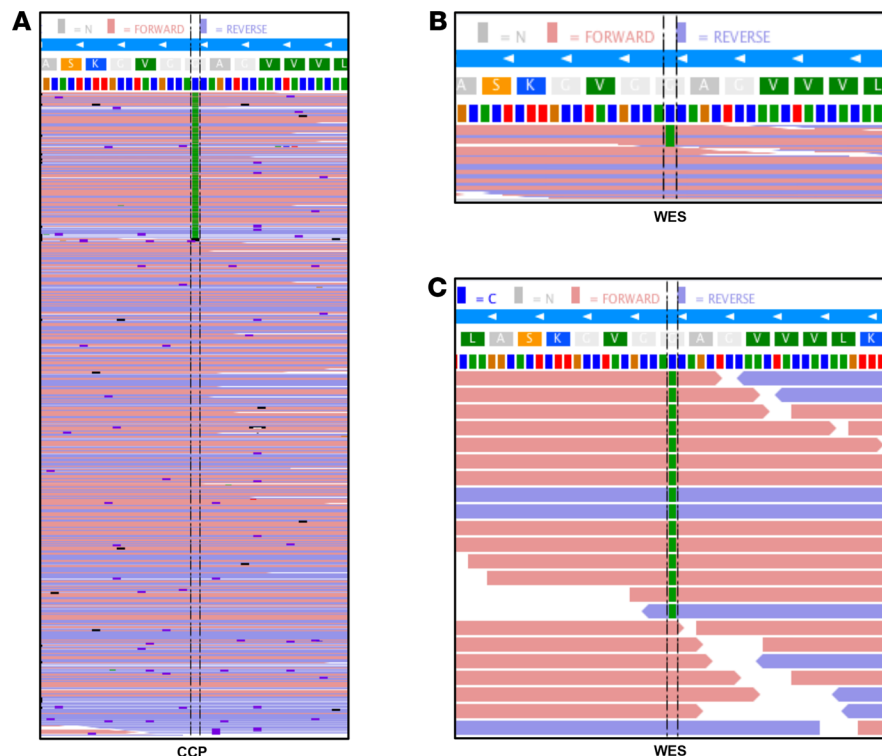 A
= N = FORWARD = REVERSE
A S K G V G A G V V V L
CCP
B
= N = FORWARD = REVERSE
A S K G V G A G V V V L
WES
C
= C = N = FORWARD = REVERSE
L A S K G V G A G V V V L K
WES